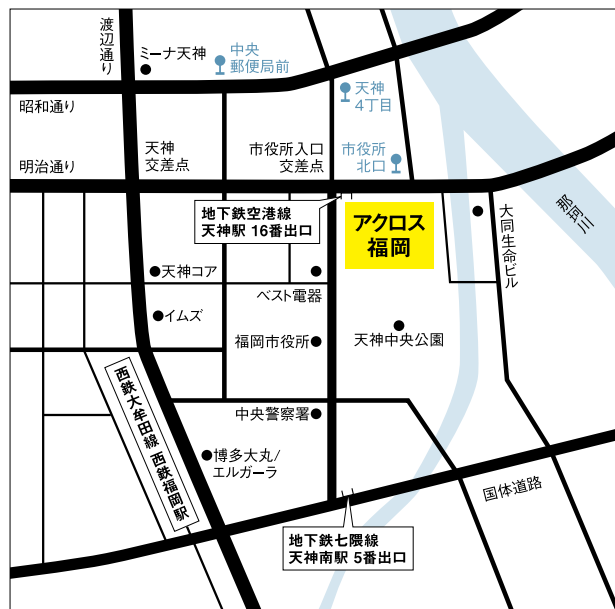 渡辺通り
ミーナ天神
中央
郵便局前
昭和通り
天神
4丁目
明治通り
天神
交差点
市役所入口
交差点
市役所
北口
地下鉄空港線
天神駅 16番出口
アクロス
福岡
大同生命ビル
那珂川
天神コア
ベスト電器
イムズ
福岡市役所
天神中央公園
西鉄大牟田線 西鉄福岡駅
中央警察署
博多大丸/
エルガーラ
国体道路
地下鉄七隈線
天神南駅 5番出口